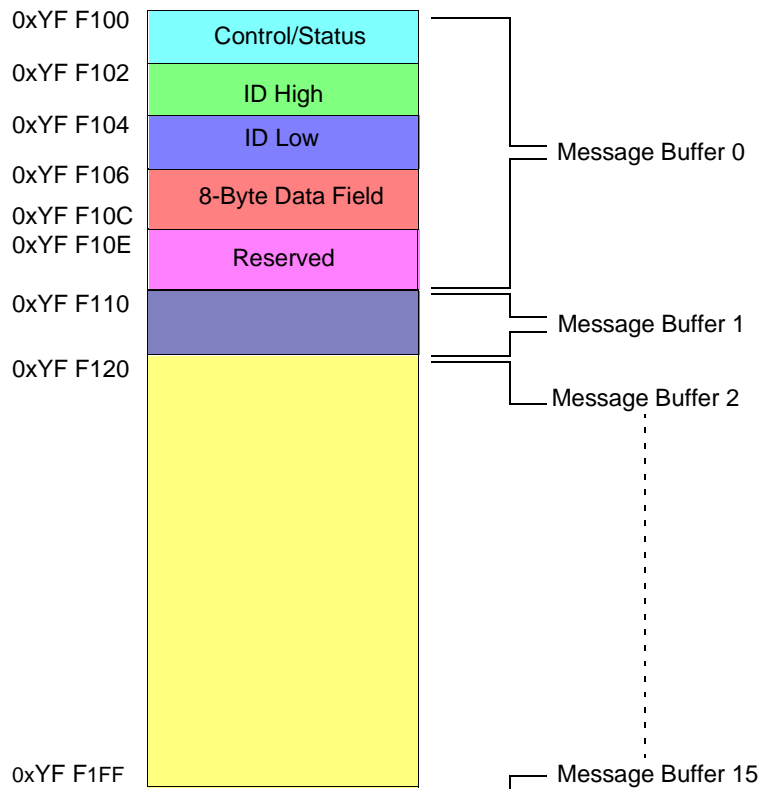 0xYF F100
Control/Status
0xYF F102
ID High
0xYF F104
ID Low
Message Buffer 0
0xYF F106
8-Byte Data Field
0xYF F10C
0xYF F10E
Reserved
0xYF F110
Message Buffer 1
0xYF F120
Message Buffer 2
0xYF F1FF
Message Buffer 15